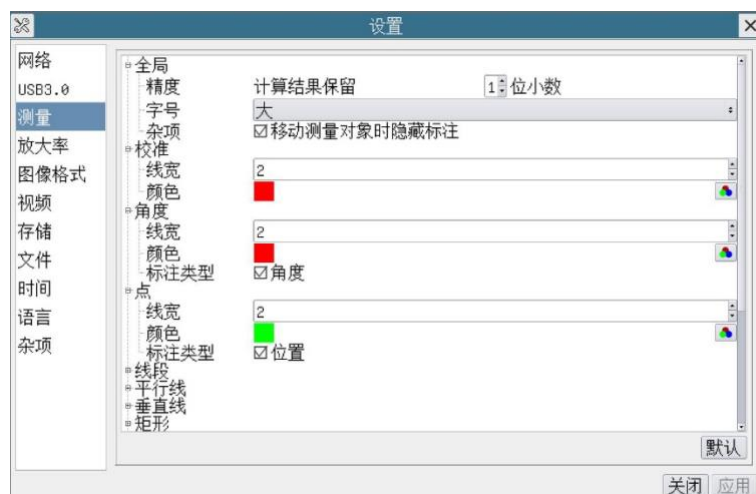 设置
网络
USB3.0
测量
放大率
图像格式
视频
存储
文件
时间
语言
杂项
全局
精度 计算结果保留 1 位小数
字号 大
杂项 移动测量对象时隐藏标注
校准
线宽 2
颜色
角度
线宽 2
颜色
标注类型 角度
点
线宽 2
颜色
标注类型 位置
线段
平行线
垂直线
矩形
默认
关闭 应用